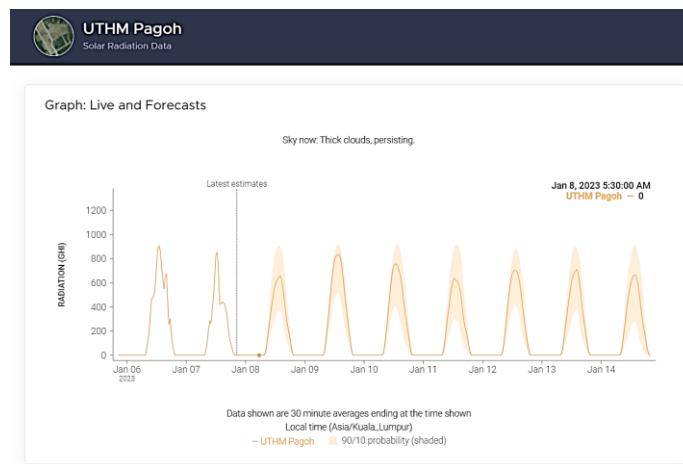 UTHM Pagoh
Solar Radiation Data
Graph: Live and Forecasts
Sky now: Thick clouds, persisting.
Latest estimates
Jan 8, 2023 5:30:00 AM
UTHM Pagoh — 0
RADIATION (GHI)
1200
1000
800
600
400
200
0
Jan 06 Jan 07 Jan 08 Jan 09 Jan 10 Jan 11 Jan 12 Jan 13 Jan 14
2023
Data shown are 30 minute averages ending at the time shown
Local time (Asia/Kuala_Lumpur)
— UTHM Pagoh 90/10 probability (shaded)